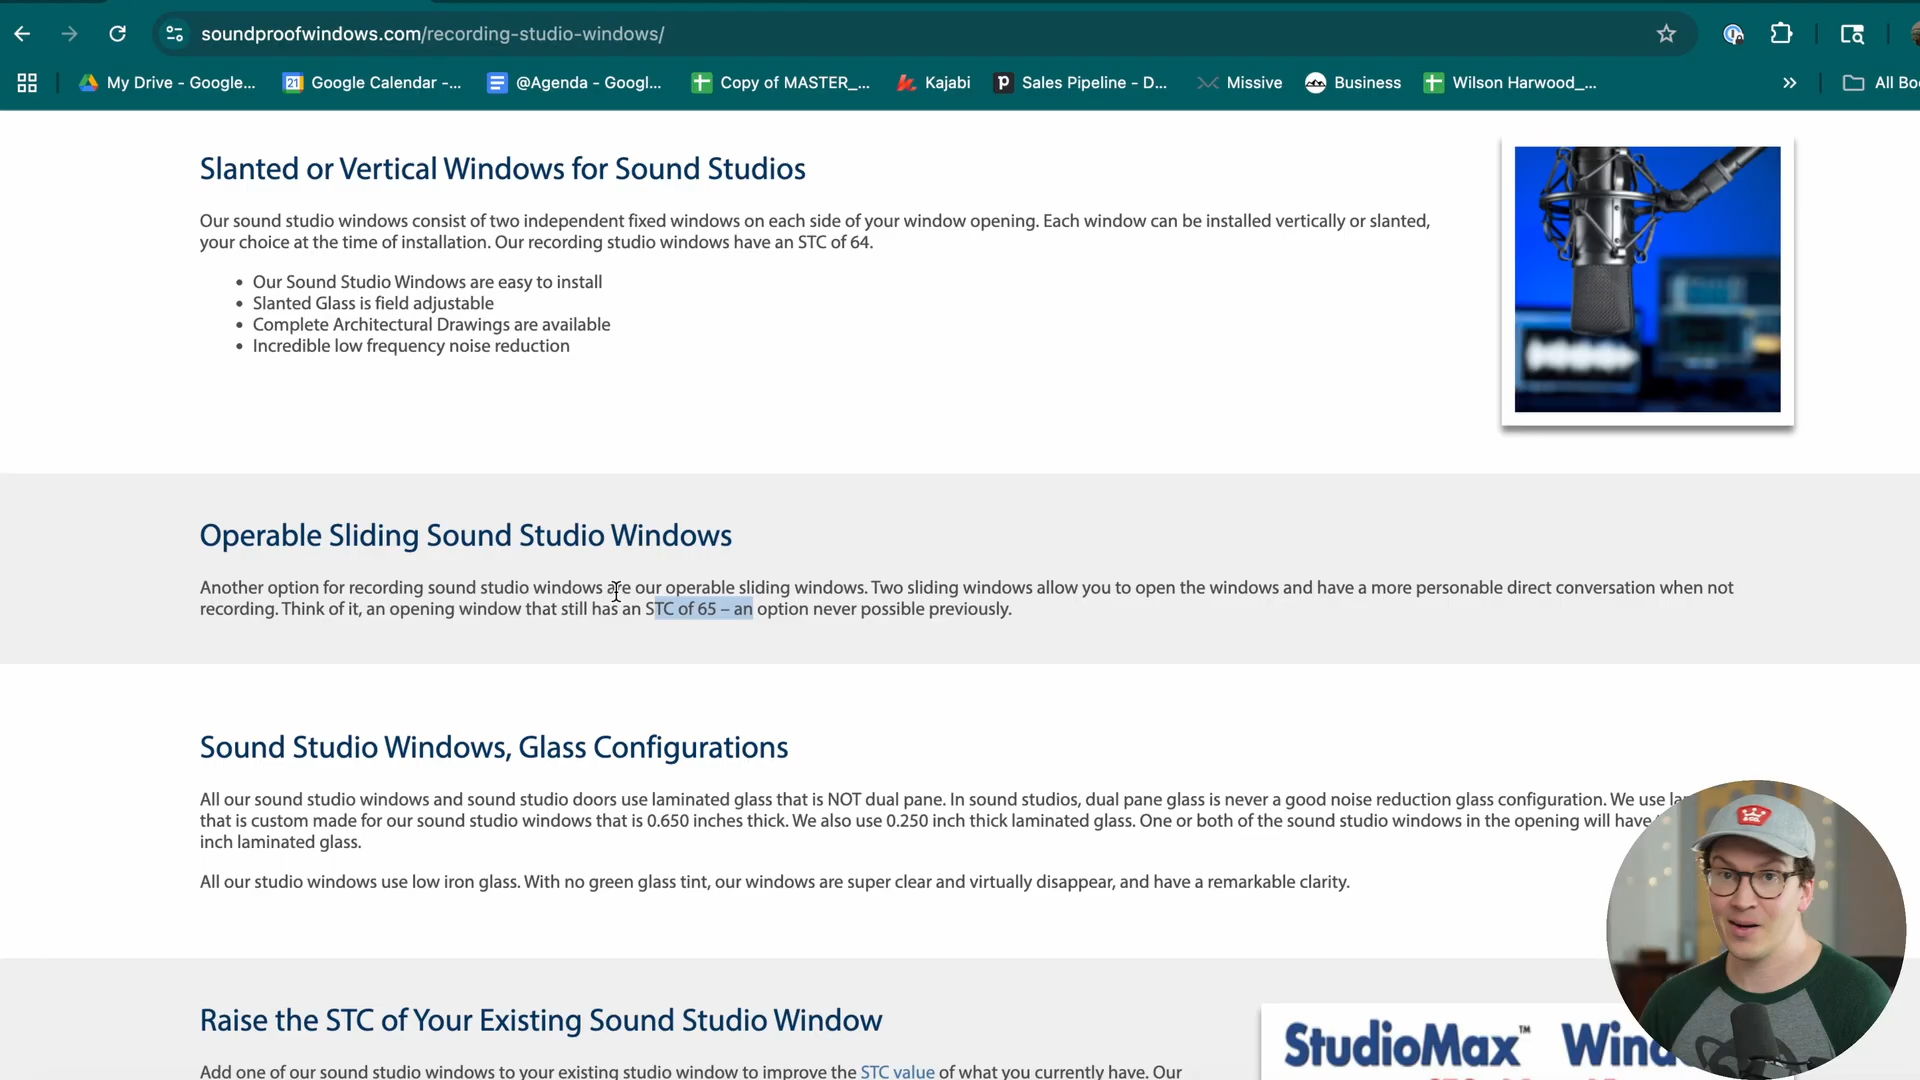 soundproofwindows.com/recording-studio-windows/
My Drive - Google...
21
Google Calendar -...
@Agenda - Googl...
Copy of MASTER_...
Kajabi
Sales Pipeline - D...
Missive
Business
Wilson Harwood_...
All Bo
Slanted or Vertical Windows for Sound Studios
Our sound studio windows consist of two independent fixed windows on each side of your window opening. Each window can be installed vertically or slanted,
your choice at the time of installation. Our recording studio windows have an STC of 64.
• Our Sound Studio Windows are easy to install
• Slanted Glass is field adjustable
• Complete Architectural Drawings are available
• Incredible low frequency noise reduction
Operable Sliding Sound Studio Windows
Another option for recording sound studio windows are our operable sliding windows. Two sliding windows allow you to open the windows and have a more personable direct conversation when not
recording. Think of it, an opening window that still has an STC of 65 – an option never possible previously.
Sound Studio Windows, Glass Configurations
All our sound studio windows and sound studio doors use laminated glass that is NOT dual pane. In sound studios, dual pane glass is never a good noise reduction glass configuration. We use
that is custom made for our sound studio windows that is 0.650 inches thick. We also use 0.250 inch thick laminated glass. One or both of the sound studio windows in the opening will have
inch laminated glass.
All our studio windows use low iron glass. With no green glass tint, our windows are super clear and virtually disappear, and have a remarkable clarity.
Raise the STC of Your Existing Sound Studio Window
StudioMax™ Wind
Add one of our sound studio windows to your existing studio window to improve the STC value of what you currently have. Our